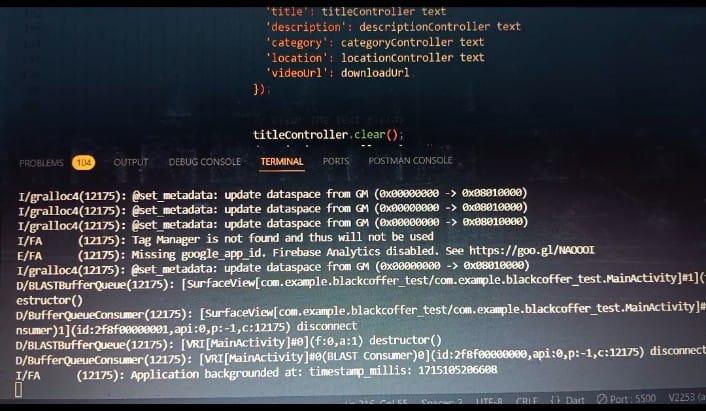 'title': titleController text
'description': descriptionController text
'category': categoryController text
'location': locationController text
'videoUrl': downloadUrl
});
// Clear the text fields
titleController.clear();
PROBLEMS 104 OUTPUT DEBUG CONSOLE TERMINAL PORTS POSTMAN CONSOLE
I/gralloc4(12175): @set_metadata: update dataspace from GM (0x00000000 -> 0x08010000)
I/gralloc4(12175): @set_metadata: update dataspace from GM (0x00000000 -> 0x08010000)
I/gralloc4(12175): @set_metadata: update dataspace from GM (0x00000000 -> 0x08010000)
I/FA (12175): Tag Manager is not found and thus will not be used
E/FA (12175): Missing google_app_id. Firebase Analytics disabled. See https://goo.gl/NAOOOI
I/gralloc4(12175): @set_metadata: update dataspace from GM (0x00000000 -> 0x08010000)
D/BLASTBufferQueue(12175): [SurfaceView[com.example.blackcoffer_test/com.example.blackcoffer_test.MainActivity]#1](
estructor()
D/BufferQueueConsumer(12175): [SurfaceView[com.example.blackcoffer_test/com.example.blackcoffer_test.MainActivity]#
nsumer)1](id:2f8f00000001,api:0,p:-1,c:12175) disconnect
D/BLASTBufferQueue(12175): [VRI[MainActivity]#0](f:0,a:1) destructor()
D/BufferQueueConsumer(12175): [VRI[MainActivity]#0(BLAST Consumer)0](id:2f8f00000000,api:0,p:-1,c:12175) disconnect
I/FA (12175): Application backgrounded at: timestamp_millis: 1715105206608
UTF-8 CRLF {} Dart Port: 5500 V2253